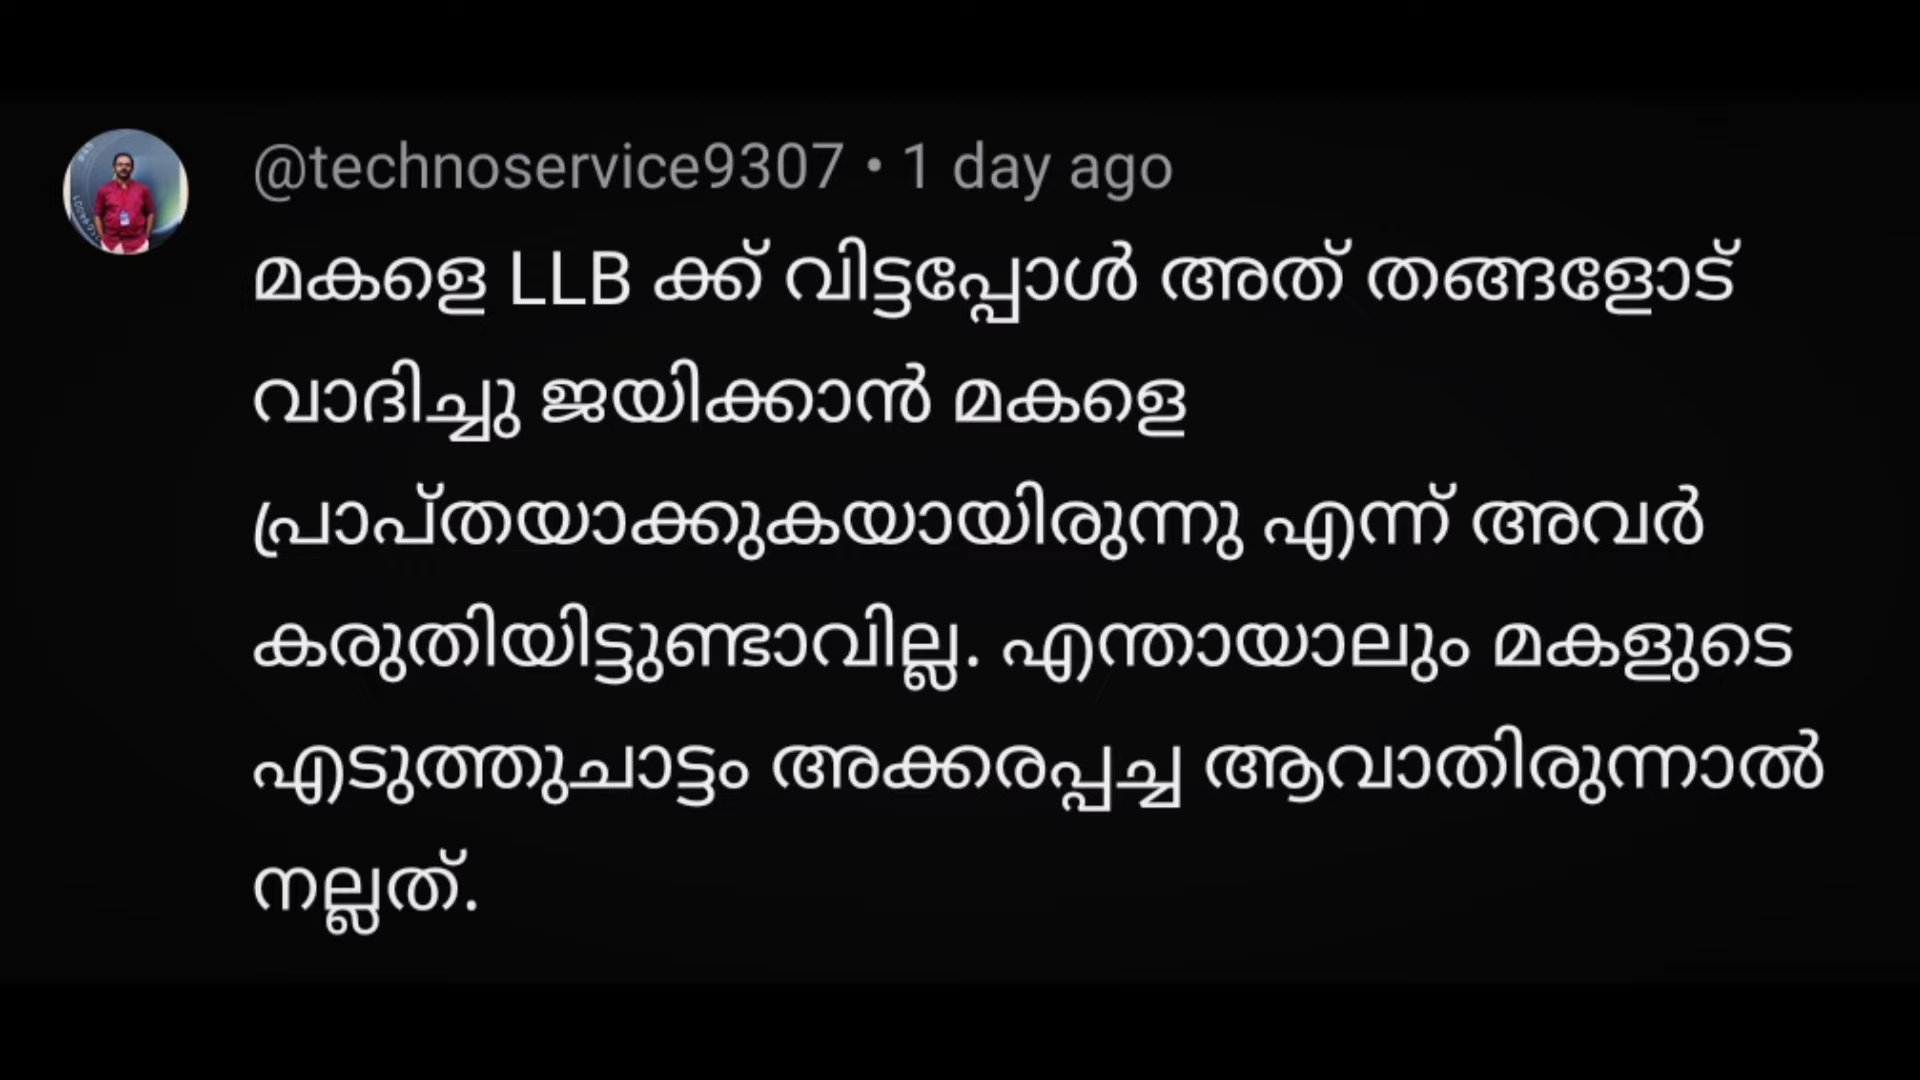 @technoservice9307 • 1 day ago
മകളെ LLB ക്ക് വിട്ടപ്പോൾ അത് തങ്ങളോട്
വാദിച്ചു ജയിക്കാൻ മകളെ
പ്രാപ്തയാക്കുകയായിരുന്നു എന്ന് അവർ
കരുതിയിട്ടുണ്ടാവില്ല. എന്തായാലും മകളുടെ
എടുത്തുചാട്ടം അക്കരപ്പച്ച ആവാതിരുന്നാൽ
നല്ലത്.